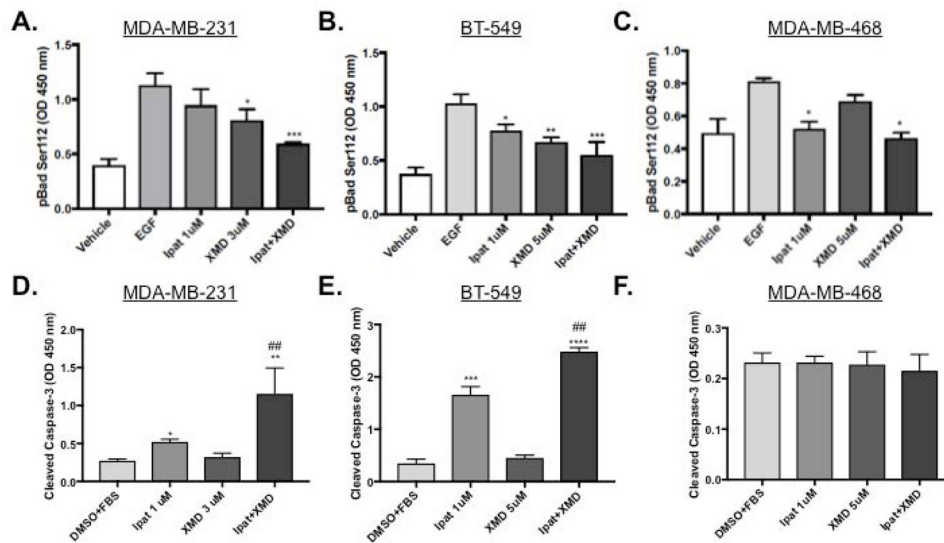 A.
MDA-MB-231
pBad Ser112 (OD 450 nm)
1.5
1.0
0.5
0.0
*
***
Vehicle
EGF
Ipat 1uM
XMD 3uM
Ipat+XMD
B.
BT-549
pBad Ser112 (OD 450 nm)
1.5
1.0
0.5
0.0
*
**
***
Vehicle
EGF
Ipat 1uM
XMD 5uM
Ipat+XMD
C.
MDA-MB-468
pBad Ser112 (OD 450 nm)
1.0
0.8
0.6
0.4
0.2
0.0
*
*
Vehicle
EGF
Ipat 1uM
XMD 5uM
Ipat+XMD
D.
MDA-MB-231
Cleaved Caspase-3 (OD 450 nm)
2.0
1.5
1.0
0.5
0.0
*
##
**
DMSO+FBS
Ipat 1 uM
XMD 3 uM
Ipat+XMD
E.
BT-549
Cleaved Caspase-3 (OD 450 nm)
3
2
1
0
***
##
****
DMSO+FBS
Ipat 1uM
XMD 5uM
Ipat+XMD
F.
MDA-MB-468
Cleaved Caspase-3 (OD 450 nm)
0.3
0.2
0.1
0.0
DMSO+FBS
Ipat 1uM
XMD 5uM
Ipat+XMD